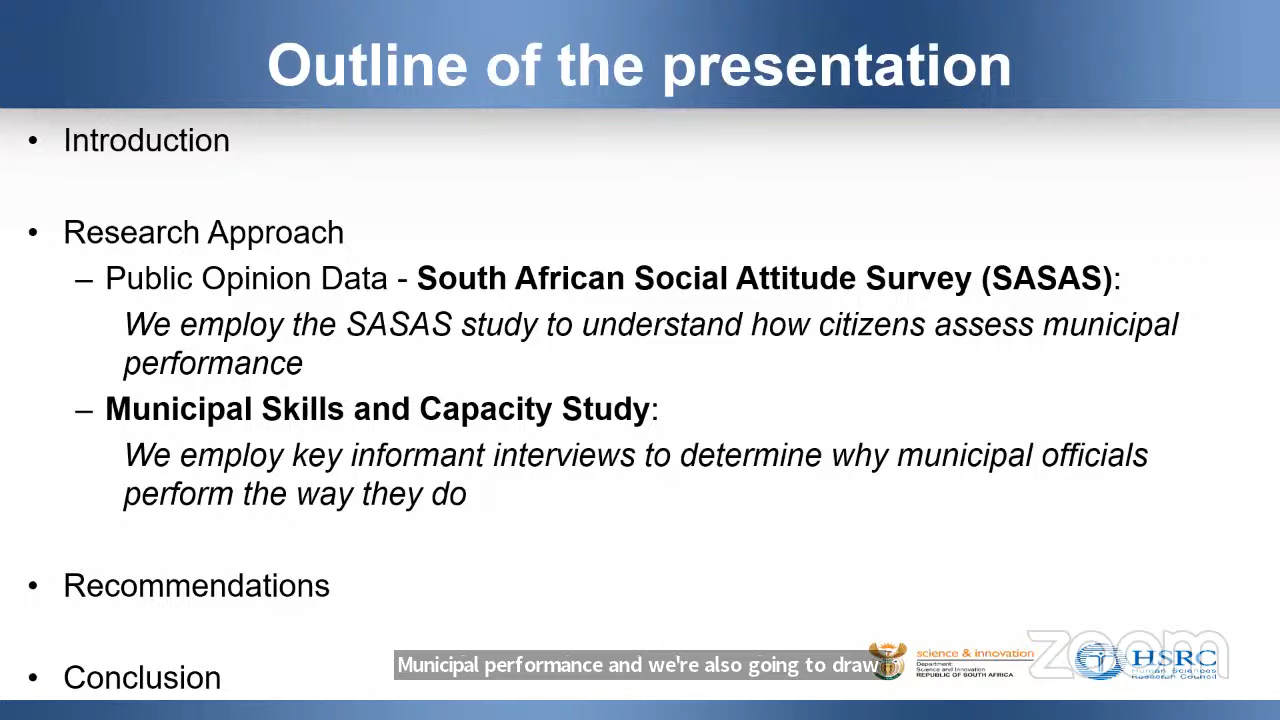 Outline of the presentation
• Introduction
• Research Approach
– Public Opinion Data - South African Social Attitude Survey (SASAS):
We employ the SASAS study to understand how citizens assess municipal
performance
– Municipal Skills and Capacity Study:
We employ key informant interviews to determine why municipal officials
perform the way they do
• Recommendations
• Conclusion
Municipal performance and we're also going to draw
science & innovation
Department:
Science and Innovation
REPUBLIC OF SOUTH AFRICA
zoom
HSRC
Human Sciences
Research Council